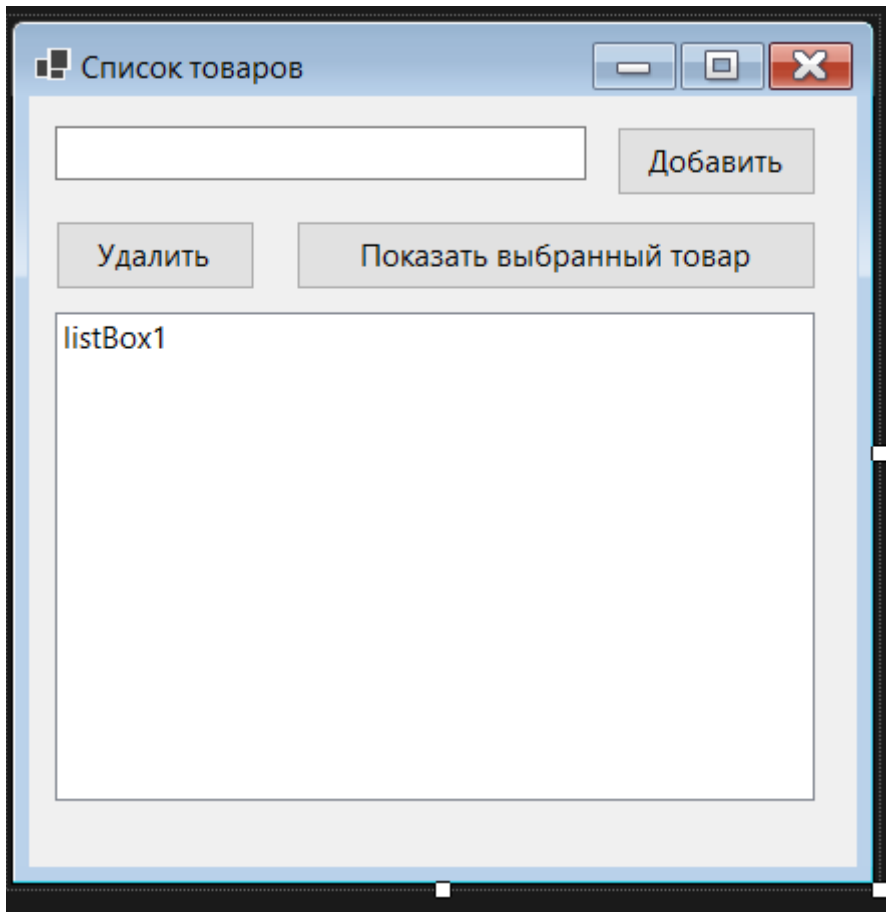 Список товаров
Добавить
Удалить
Показать выбранный товар
listBox1